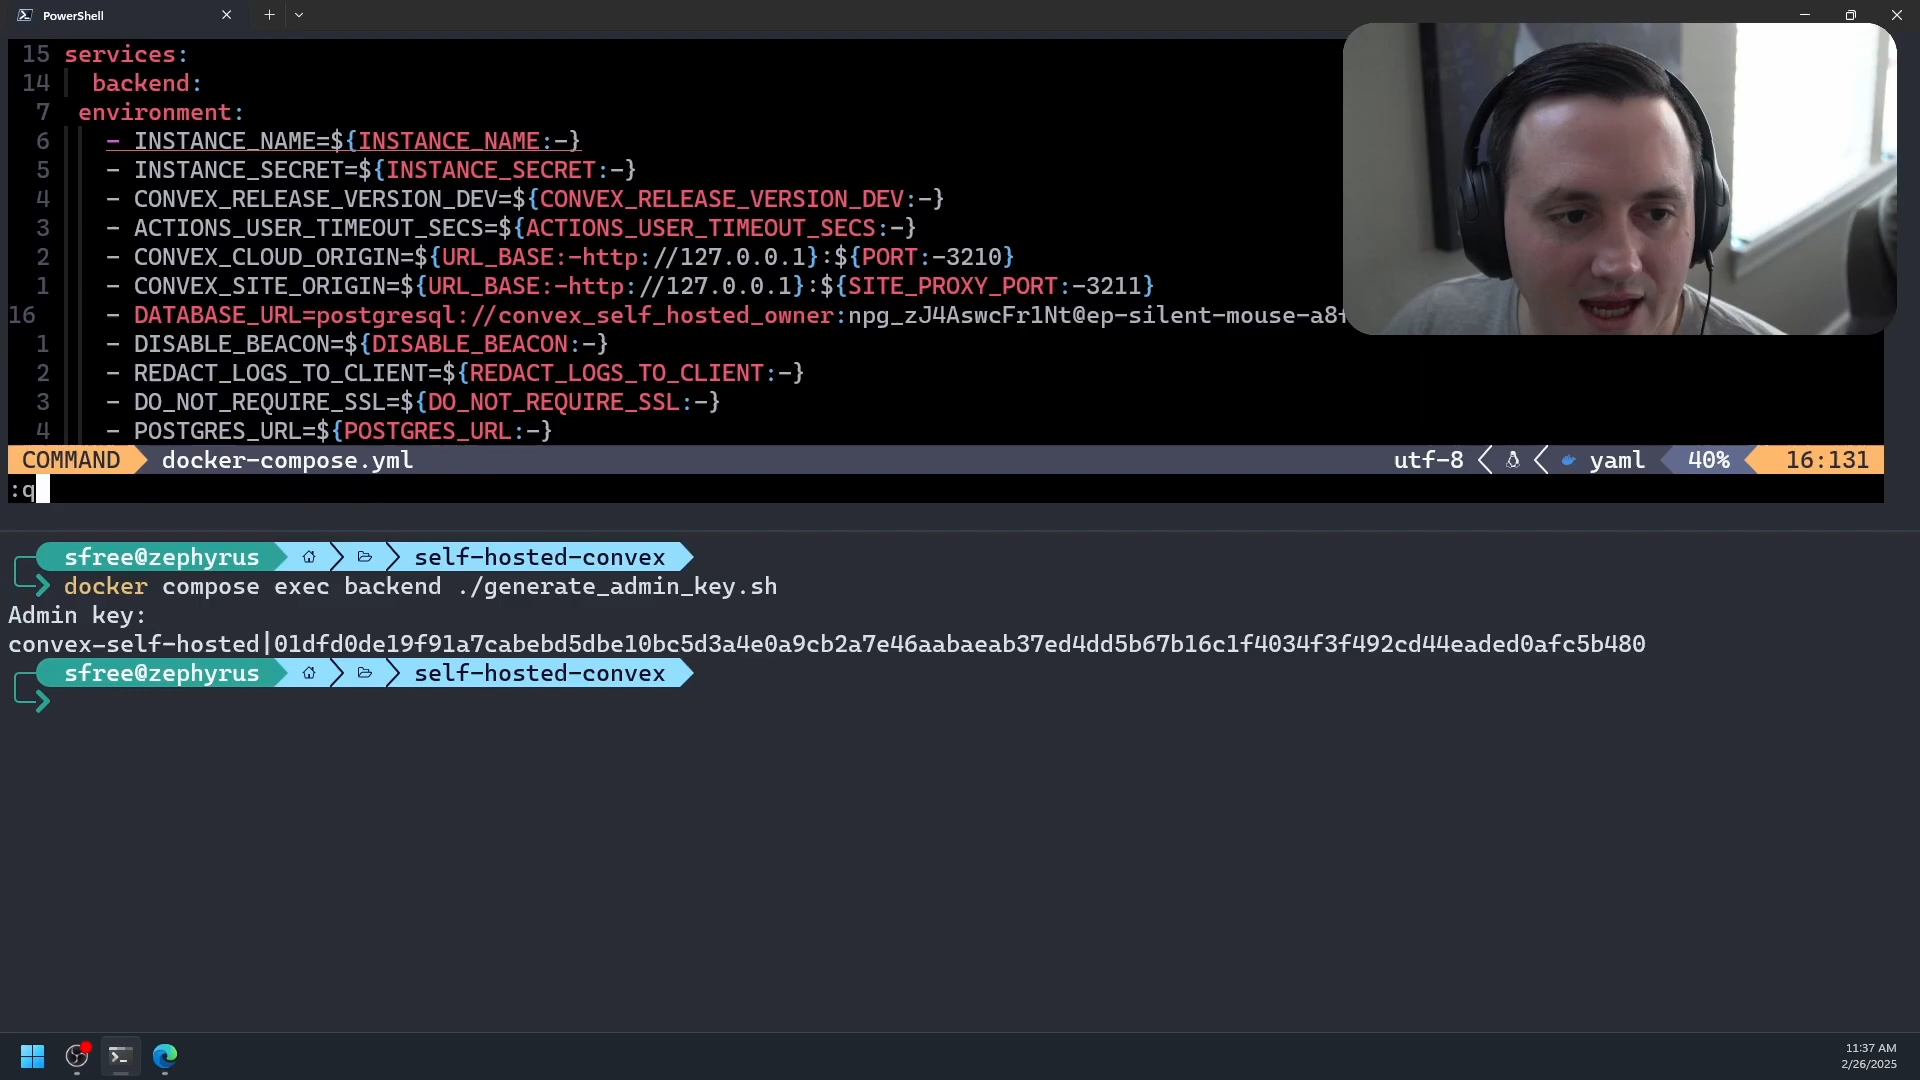 PowerShell
15 services:
14 backend:
7 environment:
6 - INSTANCE_NAME=${INSTANCE_NAME:-}
5 - INSTANCE_SECRET=${INSTANCE_SECRET:-}
4 - CONVEX_RELEASE_VERSION_DEV=${CONVEX_RELEASE_VERSION_DEV:-}
3 - ACTIONS_USER_TIMEOUT_SECS=${ACTIONS_USER_TIMEOUT_SECS:-}
2 - CONVEX_CLOUD_ORIGIN=${URL_BASE:-http://127.0.0.1}:${PORT:-3210}
1 - CONVEX_SITE_ORIGIN=${URL_BASE:-http://127.0.0.1}:${SITE_PROXY_PORT:-3211}
16 - DATABASE_URL=postgresql://convex_self_hosted_owner:npg_zJ4AswcFr1Nt@ep-silent-mouse-a8f
1 - DISABLE_BEACON=${DISABLE_BEACON:-}
2 - REDACT_LOGS_TO_CLIENT=${REDACT_LOGS_TO_CLIENT:-}
3 - DO_NOT_REQUIRE_SSL=${DO_NOT_REQUIRE_SSL:-}
4 - POSTGRES_URL=${POSTGRES_URL:-}
COMMAND docker-compose.yml utf-8 yaml 40% 16:131
:q
sfree@zephyrus self-hosted-convex
docker compose exec backend ./generate_admin_key.sh
Admin key:
convex-self-hosted|01dfd0de19f91a7cabebd5dbe10bc5d3a4e0a9cb2a7e46aabaeab37ed4dd5b67b16c1f4034f3f492cd44eaded0afc5b480
sfree@zephyrus self-hosted-convex
11:37 AM
2/26/2025